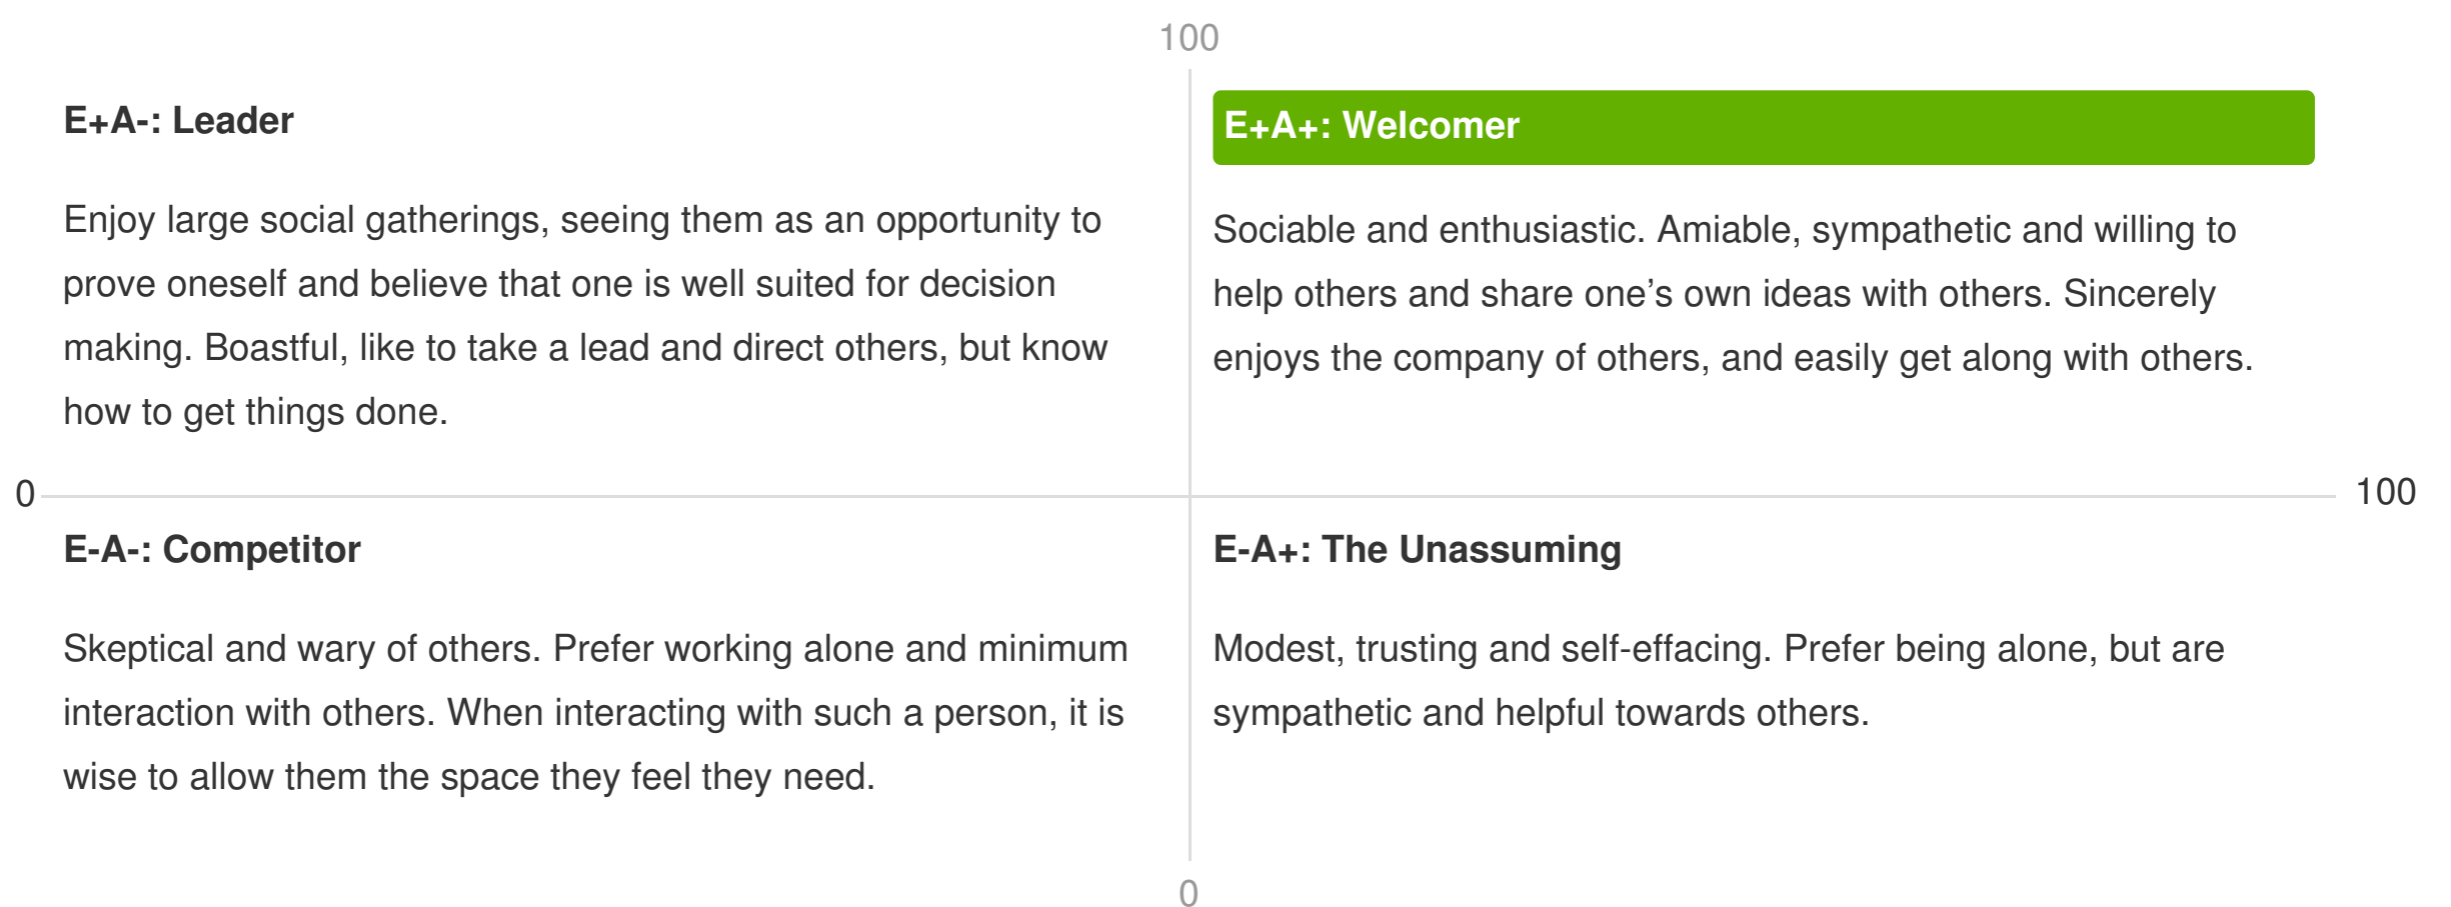 100
E+A-: Leader
Enjoy large social gatherings, seeing them as an opportunity to
prove oneself and believe that one is well suited for decision
making. Boastful, like to take a lead and direct others, but know
how to get things done.
E+A+: Welcomer
Sociable and enthusiastic. Amiable, sympathetic and willing to
help others and share one’s own ideas with others. Sincerely
enjoys the company of others, and easily get along with others.
0
100
E-A-: Competitor
Skeptical and wary of others. Prefer working alone and minimum
interaction with others. When interacting with such a person, it is
wise to allow them the space they feel they need.
E-A+: The Unassuming
Modest, trusting and self-effacing. Prefer being alone, but are
sympathetic and helpful towards others.
0